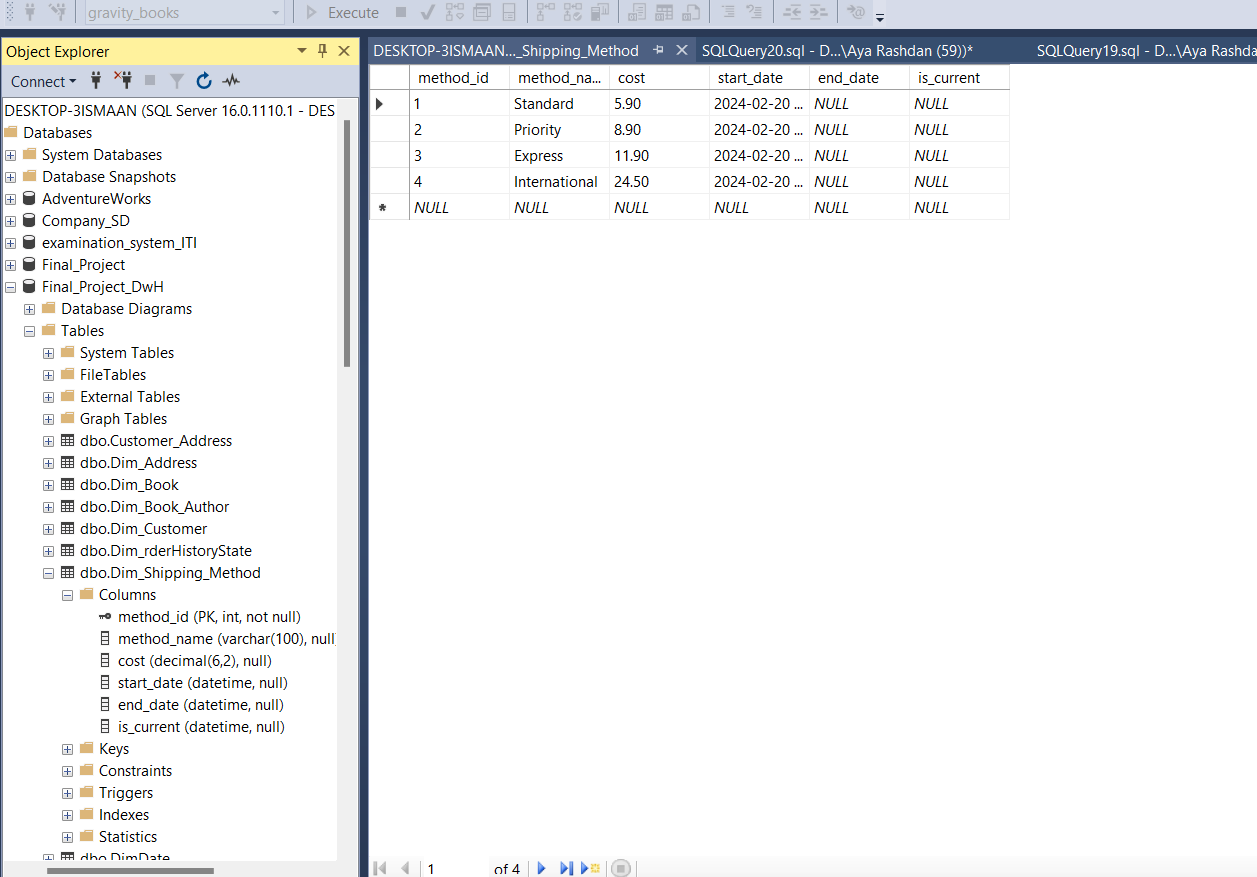 gravity_books
Execute
Object Explorer
Connect
DESKTOP-3ISMAAN (SQL Server 16.0.1110.1 - DES
Databases
System Databases
Database Snapshots
AdventureWorks
Company_SD
examination_system_ITI
Final_Project
Final_Project_DwH
Database Diagrams
Tables
System Tables
FileTables
External Tables
Graph Tables
dbo.Customer_Address
dbo.Dim_Address
dbo.Dim_Book
dbo.Dim_Book_Author
dbo.Dim_Customer
dbo.Dim_rderHistoryState
dbo.Dim_Shipping_Method
Columns
method_id (PK, int, not null)
method_name (varchar(100), null)
cost (decimal(6,2), null)
start_date (datetime, null)
end_date (datetime, null)
is_current (datetime, null)
Keys
Constraints
Triggers
Indexes
Statistics
dbo.DimDate
DESKTOP-3ISMAAN..._Shipping_Method SQLQuery20.sql - D...\Aya Rashdan (59))* SQLQuery19.sql - D...\Aya Rashda
method_id method_na... cost start_date end_date is_current
1 Standard 5.90 2024-02-20 ... NULL NULL
2 Priority 8.90 2024-02-20 ... NULL NULL
3 Express 11.90 2024-02-20 ... NULL NULL
4 International 24.50 2024-02-20 ... NULL NULL
NULL NULL NULL NULL NULL NULL
1 of 4